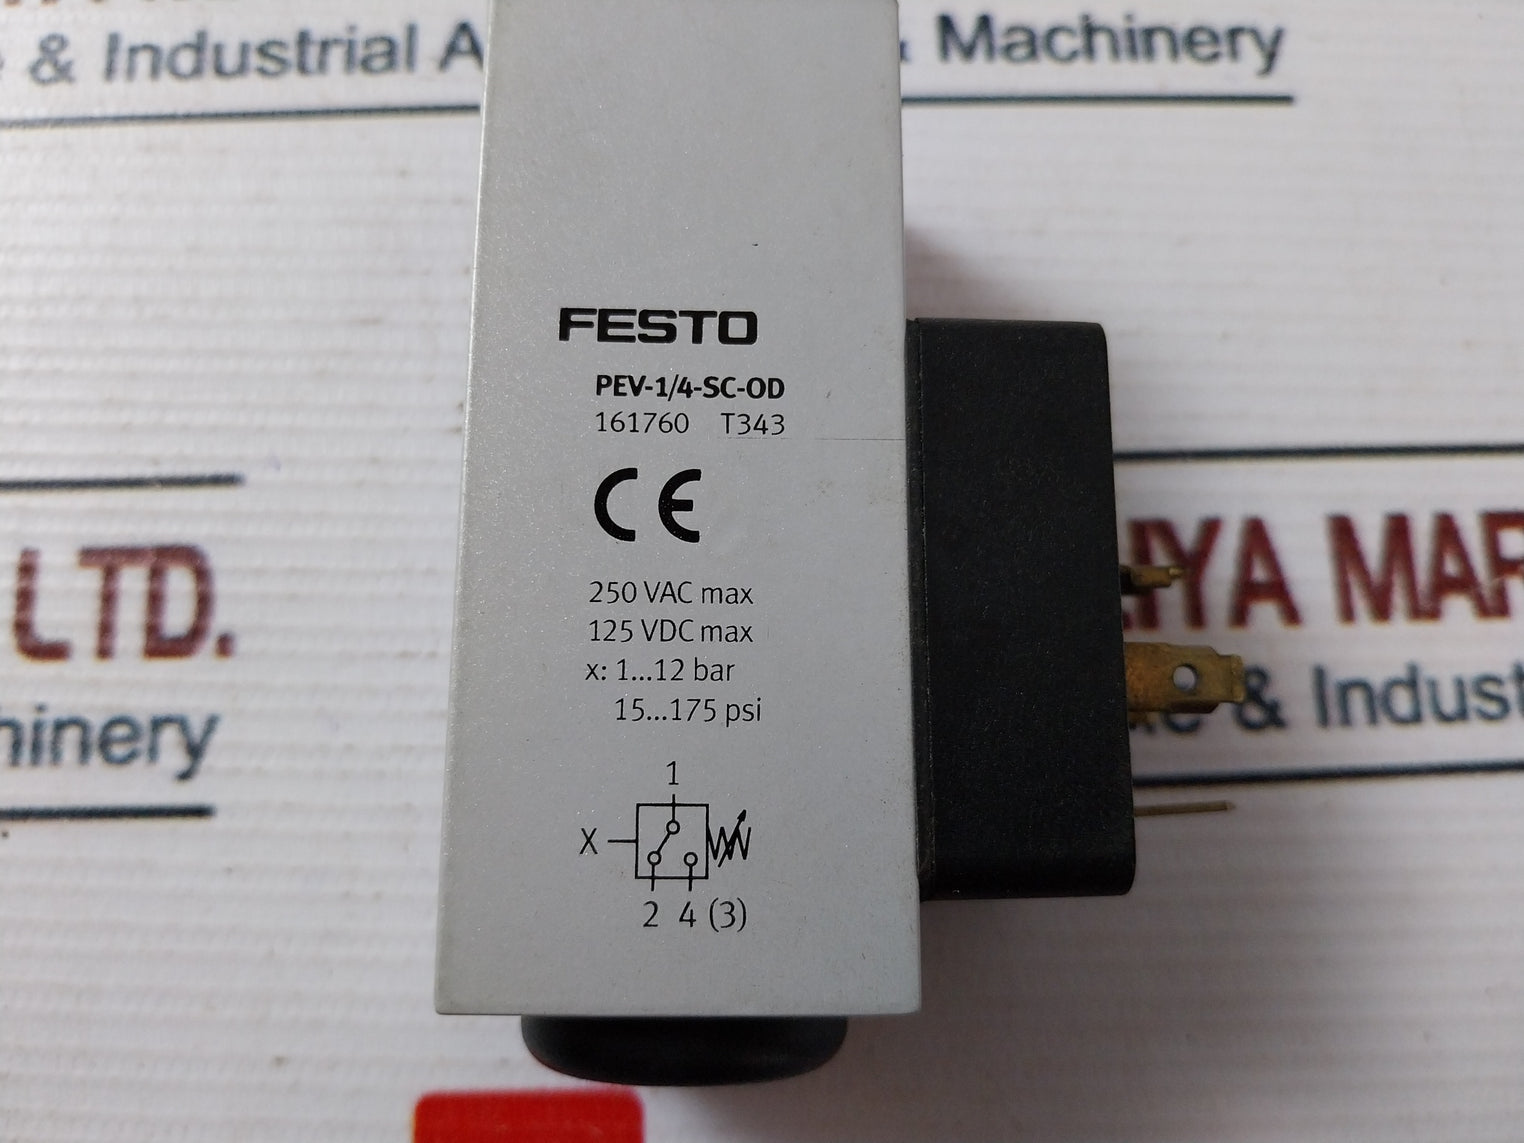 & Industrial A
Machinery
FESTO
PEV-1/4-SC-OD
161760 T343
CE
250 VAC max
125 VDC max
x: 1...12 bar
15...175 psi
1
X
2 4 (3)
LTD.
hinery
IYA MAR
& Indust